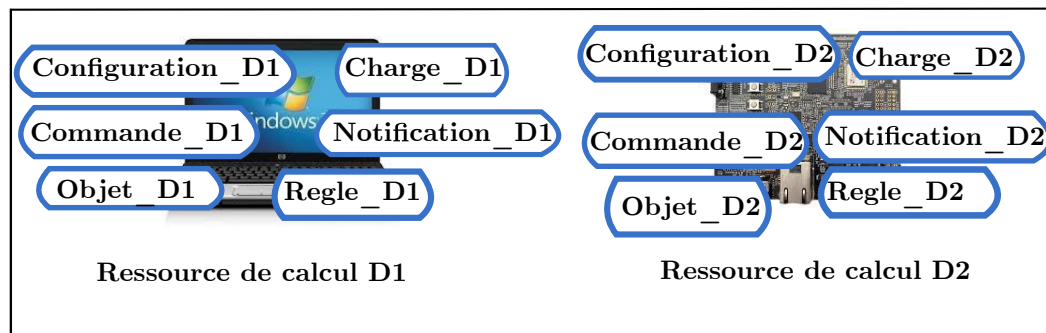 Configuration_D1
Charge_D1
Commande_D1
indows
Notification_D1
Objet_D1
Regle_D1
Ressource de calcul D1
Configuration_D2
Charge_D2
Commande_D2
Notification_D2
Objet_D2
Regle_D2
Ressource de calcul D2